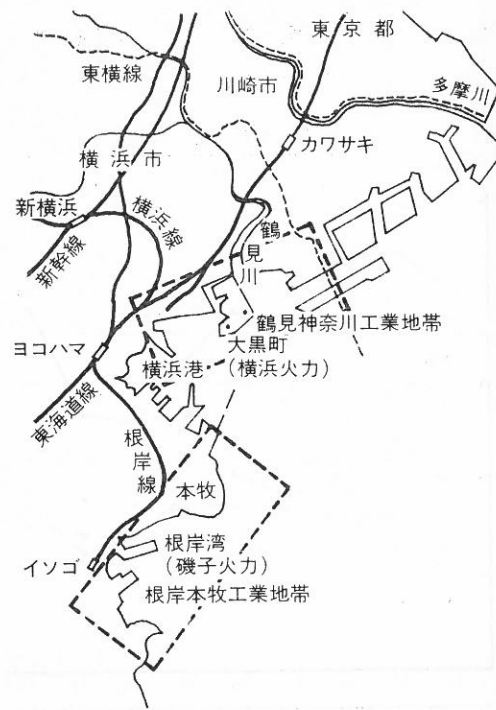 東京都
東横線
川崎市
多摩川
カワサキ
横浜市
新横浜
横浜線
新幹線
鶴見川
鶴見神奈川工業地帯
大黒町
(横浜火力)
ヨコハマ
横浜港
東海道線
根岸線
本牧
根岸湾
(磯子火力)
イソゴ
根岸本牧工業地帯